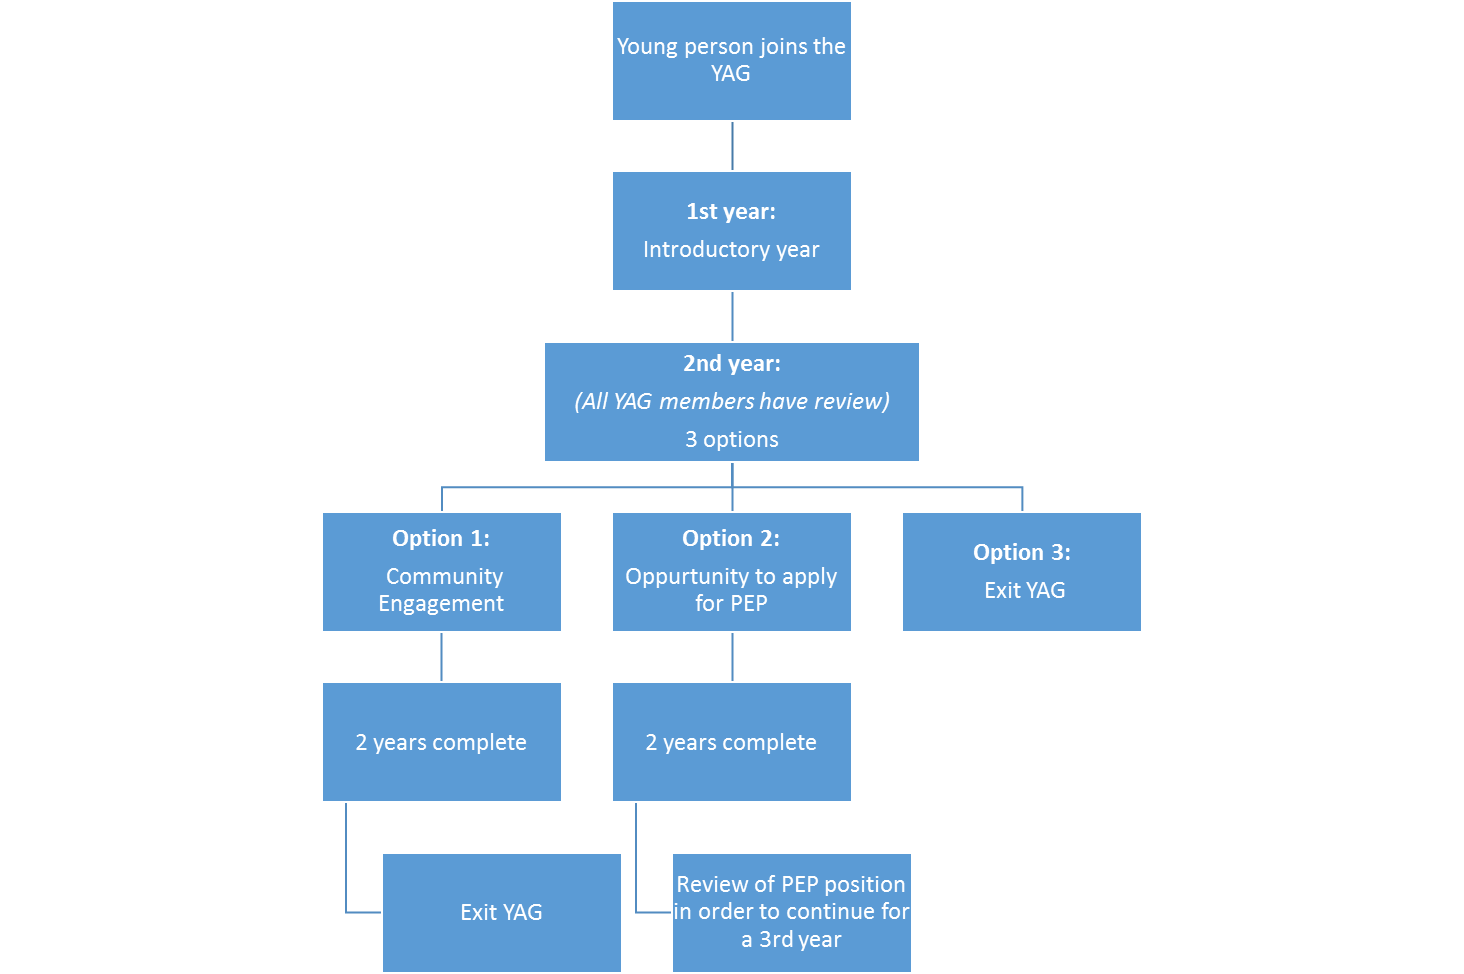 Young person joins the
YAG
1st year:
Introductory year
2nd year:
(All YAG members have review)
3 options
Option 1:
Community
Engagement
Option 2:
Oppurtunity to apply
for PEP
Option 3:
Exit YAG
2 years complete
2 years complete
Exit YAG
Review of PEP position
in order to continue for
a 3rd year